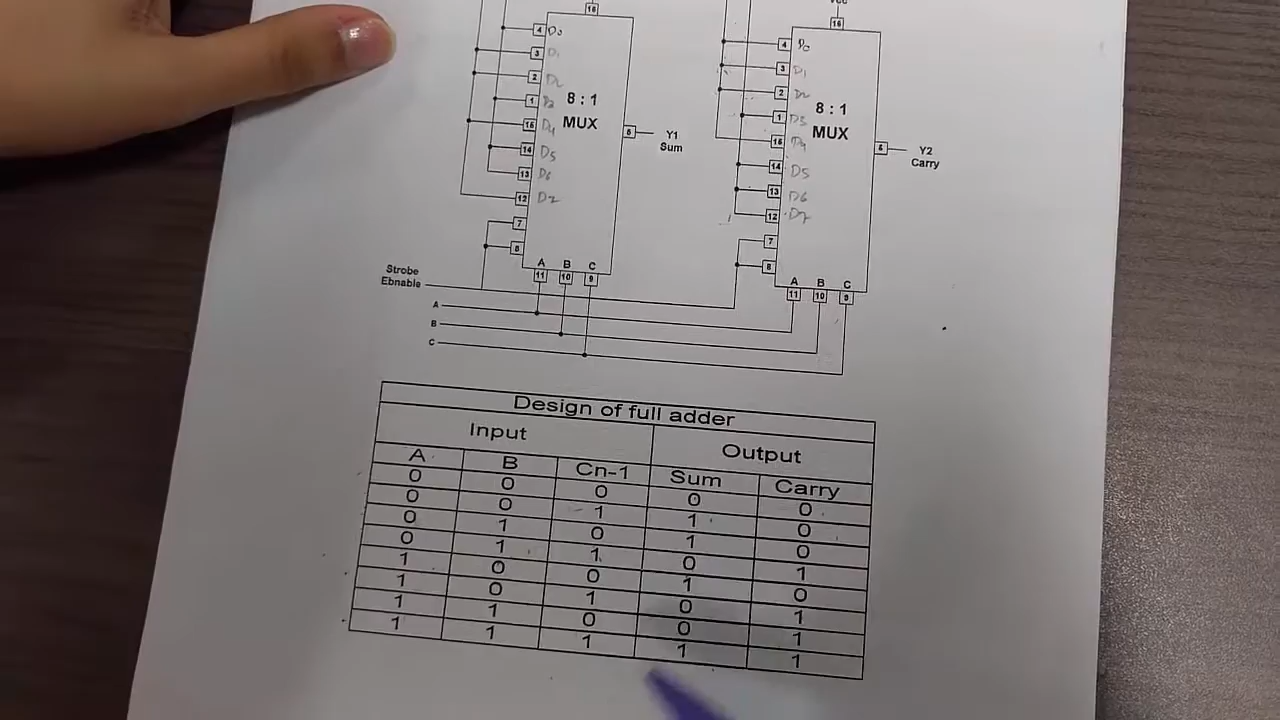 16
Vcc
16
4 D0
3 D1
2 D2
1 D3
15 D4
14 D5
13 D6
12 D7
7
8
8 : 1
MUX
5
Y1
Sum
A B C
11 10 9
4 D0
3 D1
2 D2
1 D3
15 D4
14 D5
13 D6
12 D7
7
8
8 : 1
MUX
5
Y2
Carry
A B C
11 10 9
Strobe
Ebnable
A
B
C
Design of full adder
Input Output
A B Cn-1 Sum Carry
0 0 0 0 0
0 0 1 1 0
0 1 0 1 0
0 1 1 0 1
1 0 0 1 0
1 0 1 0 1
1 1 0 0 1
1 1 1 1 1